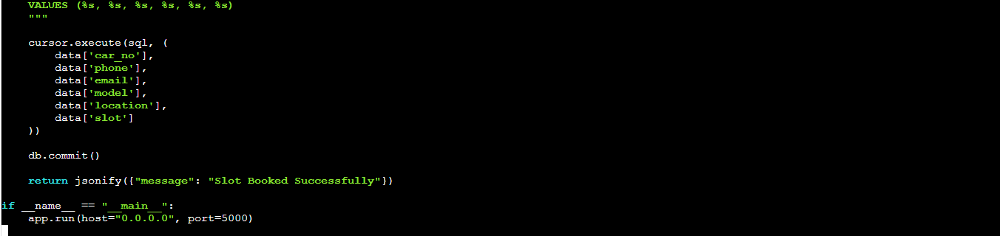 VALUES (%s, %s, %s, %s, %s, %s)
    """
    cursor.execute(sql, (
        data['car_no'],
        data['phone'],
        data['email'],
        data['model'],
        data['location'],
        data['slot']
    ))
    db.commit()
    return jsonify({"message": "Slot Booked Successfully"})
if __name__ == "__main__":
    app.run(host="0.0.0.0", port=5000)